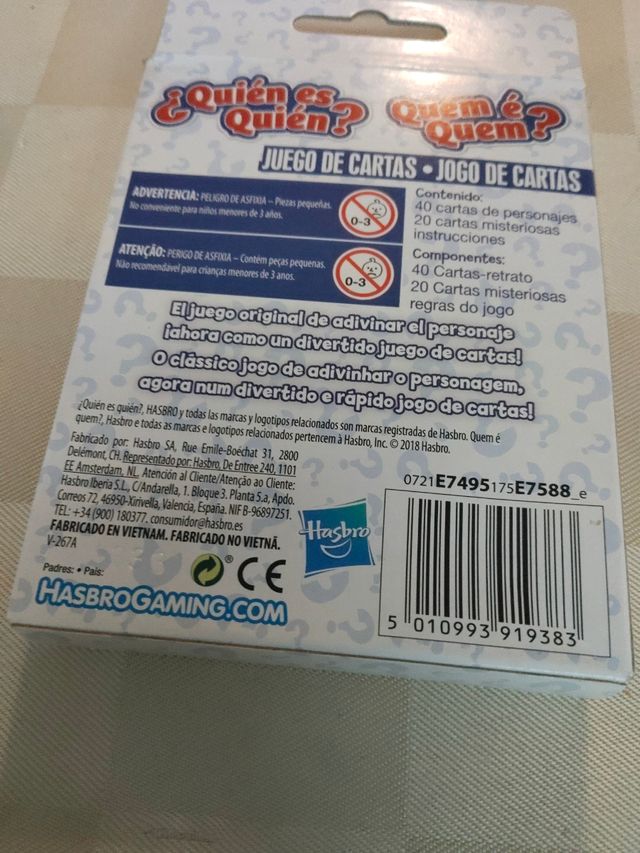 ¿Quién es
Quién?
Quem é
Quem?
JUEGO DE CARTAS • JOGO DE CARTAS
ADVERTENCIA: PELIGRO DE ASFIXIA – Piezas pequeñas.
No conveniente para niños menores de 3 años.
0-3
ATENÇÃO: PERIGO DE ASFIXIA – Contém peças pequenas.
Não recomendável para crianças menores de 3 anos.
0-3
Contenido:
40 cartas de personajes
20 cartas misteriosas
instrucciones
Componentes:
40 Cartas-retrato
20 Cartas misteriosas
regras do jogo
El juego original de adivinar el personaje
¡ahora como un divertido juego de cartas!
O clássico jogo de adivinhar o personagem,
agora num divertido e rápido jogo de cartas!
¿Quién es quién?, HASBRO y todas las marcas y logotipos relacionados son marcas registradas de Hasbro. Quem é
quem?, Hasbro e todas as marcas e logotipos relacionados pertencem à Hasbro, Inc. © 2018 Hasbro.
Fabricado por: Hasbro SA, Rue Emile-Boéchat 31, 2800
Delémont, CH. Representado por: Hasbro, De Entree 240, 1101
EE Amsterdam. NL. Atención al Cliente/Atenção ao Cliente:
Hasbro Iberia S.L., C/Andarella, 1. Bloque 3. Planta 5.a, Apdo.
Correos 72, 46950-Xirivella, Valencia, España. NIF B-96897251.
TEL: +34 (900) 180377. consumidor@hasbro.es
FABRICADO EN VIETNAM. FABRICADO NO VIETNÃ.
V-267A
Padres: • Pais:
HASBROGAMING.COM
® CE
Hasbro
0721E7495175E7588_e
5 010993 919383